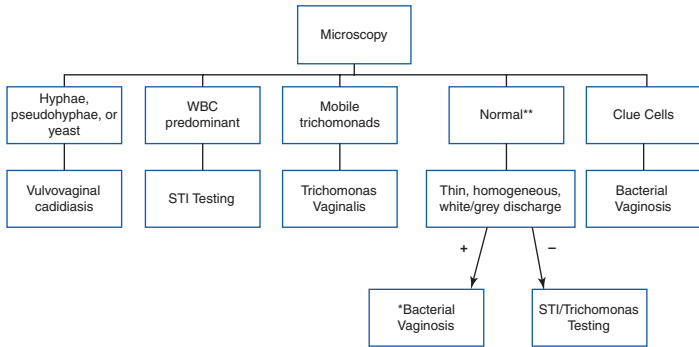 Microscopy
Hyphae,
pseudohyphae, or
yeast
WBC
predominant
Mobile
trichomonads
Normal**
Clue Cells
Vulvovaginal
cadidiasis
STI Testing
Trichomonas
Vaginalis
Thin, homogeneous,
white/grey discharge
Bacterial
Vaginosis
+
–
*Bacterial
Vaginosis
STI/Trichomonas
Testing